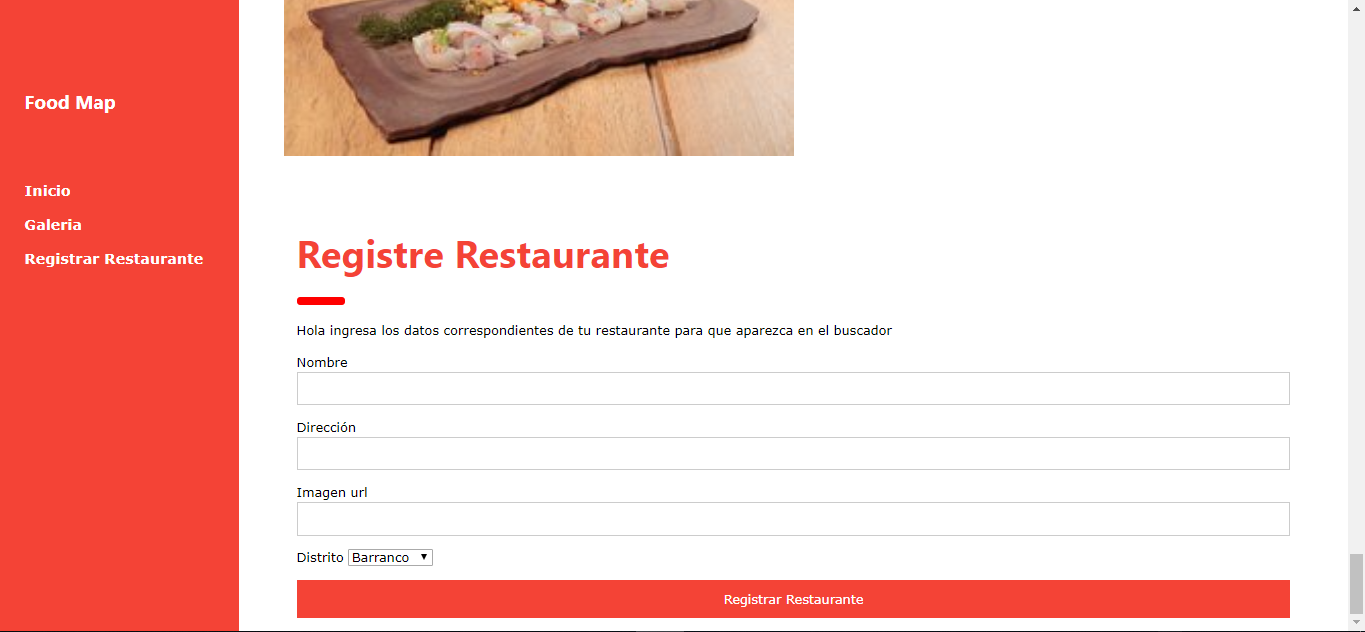 Food Map
Inicio
Galeria
Registrar Restaurante
Registre Restaurante
Hola ingresa los datos correspondientes de tu restaurante para que aparezca en el buscador
Nombre
Dirección
Imagen url
Distrito Barranco
Registrar Restaurante